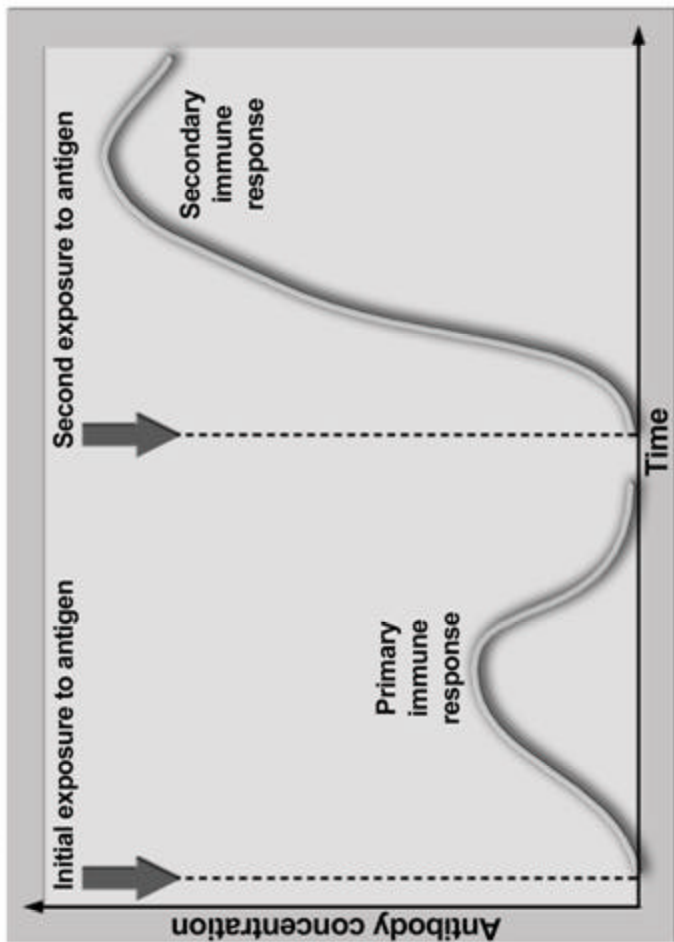 Initial exposure to antigen
Second exposure to antigen
Primary
immune
response
Secondary
immune
response
Antibody concentration
Time